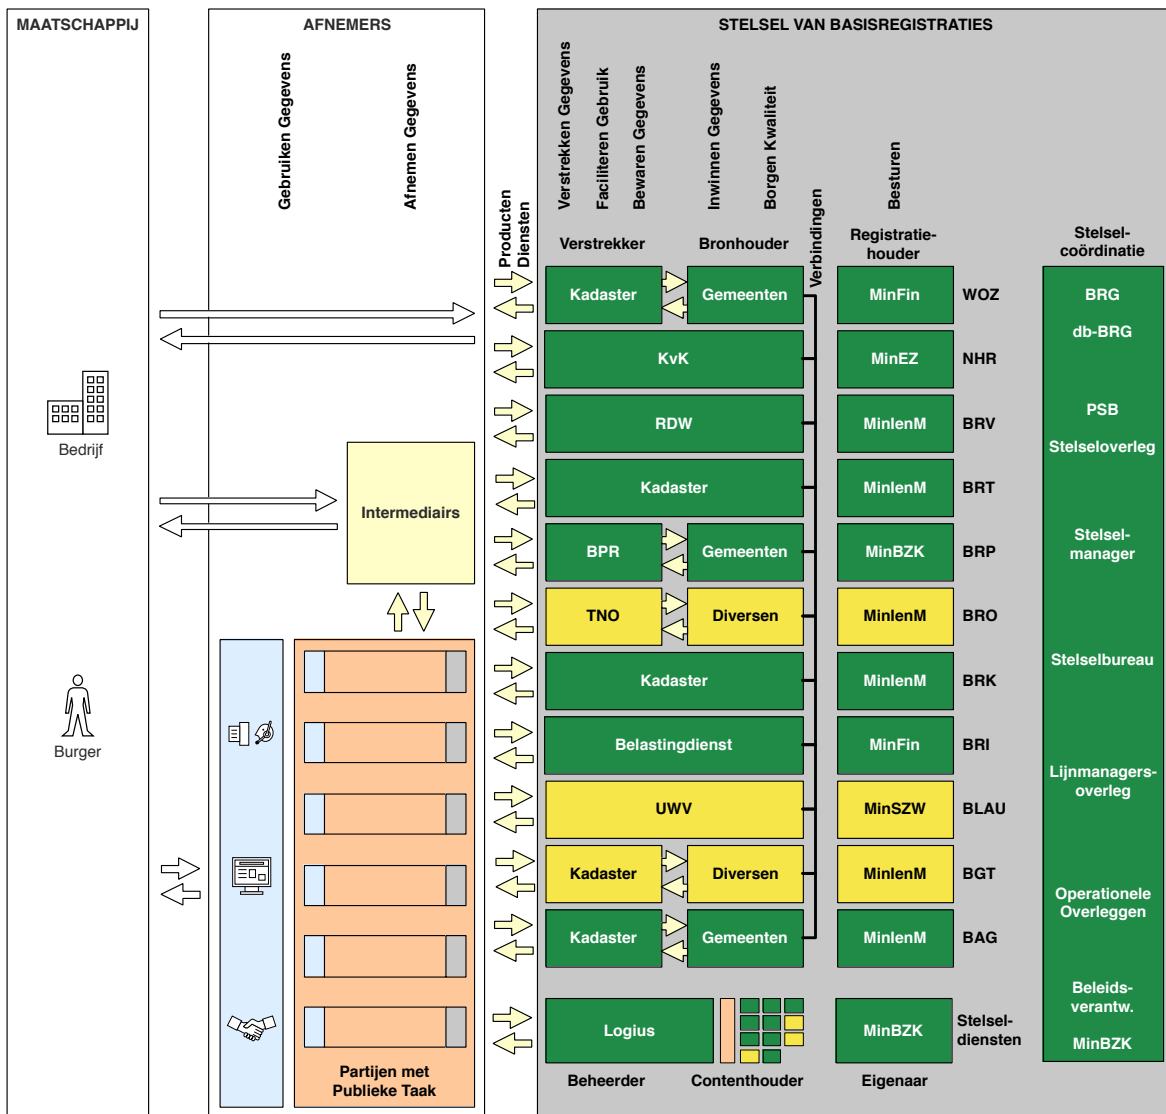 MAATSCHAPPIJ
AFNEMERS
STELSEL VAN BASISREGISTRATIES
Gebruiken Gegevens
Afnemen Gegevens
Producten
Diensten
Verstrekken Gegevens
Faciliteren Gebruik
Bewaren Gegevens
Inwinnen Gegevens
Borgen Kwaliteit
Verbindingen
Besturen
Verstrekker
Bronhouder
Registratie-
houder
Stelsel-
coördinatie
Kadaster
Gemeenten
MinFin
WOZ
KvK
MinEZ
NHR
RDW
MinIenM
BRV
Kadaster
MinIenM
BRT
BPR
Gemeenten
MinBZK
BRP
TNO
Diversen
MinIenM
BRO
Kadaster
MinIenM
BRK
Belastingdienst
MinFin
BRI
UWV
MinSZW
BLAU
Kadaster
Diversen
MinIenM
BGT
Kadaster
Gemeenten
MinIenM
BAG
Logius
MinBZK
Stelsel-
diensten
Beheerder
Contenthouder
Eigenaar
BRG
db-BRG
PSB
Stelseloverleg
Stelsel-
manager
Stelselbureau
Lijnmanagers-
overleg
Operationele
Overleggen
Beleids-
verantw.
MinBZK
Bedrijf
Burger
Intermediairs
Partijen met
Publieke Taak